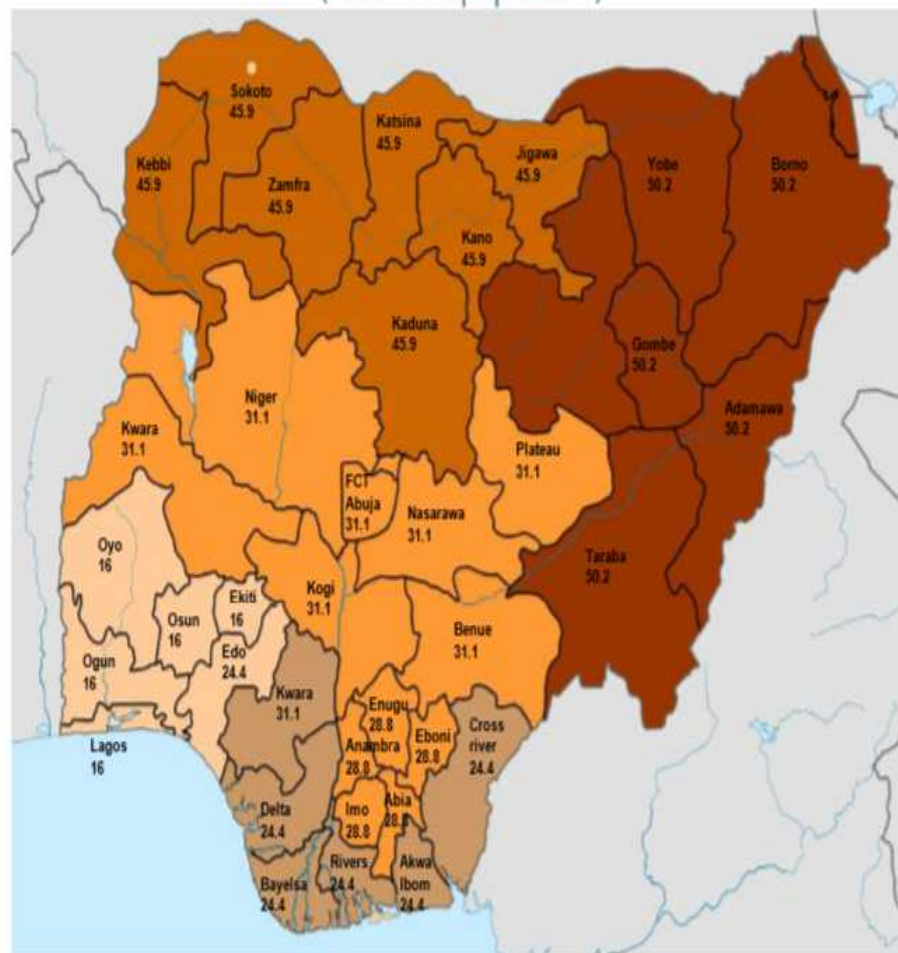 Sokoto
45.9
Katsina
45.9
Kebbi
45.9
Zamfra
45.9
Jigawa
45.9
Yobe
50.2
Borno
50.2
Kano
45.9
Kaduna
45.9
Gombe
50.2
Niger
31.1
Adamawa
50.2
Kwara
31.1
Plateau
31.1
FCT
Abuja
31.1
Nasarawa
31.1
Oyo
16
Taraba
50.2
Kogi
31.1
Ekiti
16
Osun
16
Benue
31.1
Edo
24.4
Ogun
16
Kwara
31.1
Enugu
28.8
Eboni
28.8
Cross
river
24.4
Lagos
16
Anambra
28.8
Delta
24.4
Imo
28.8
Abia
28.8
Rivers
24.4
Akwa
Ibom
24.4
Bayelsa
24.4